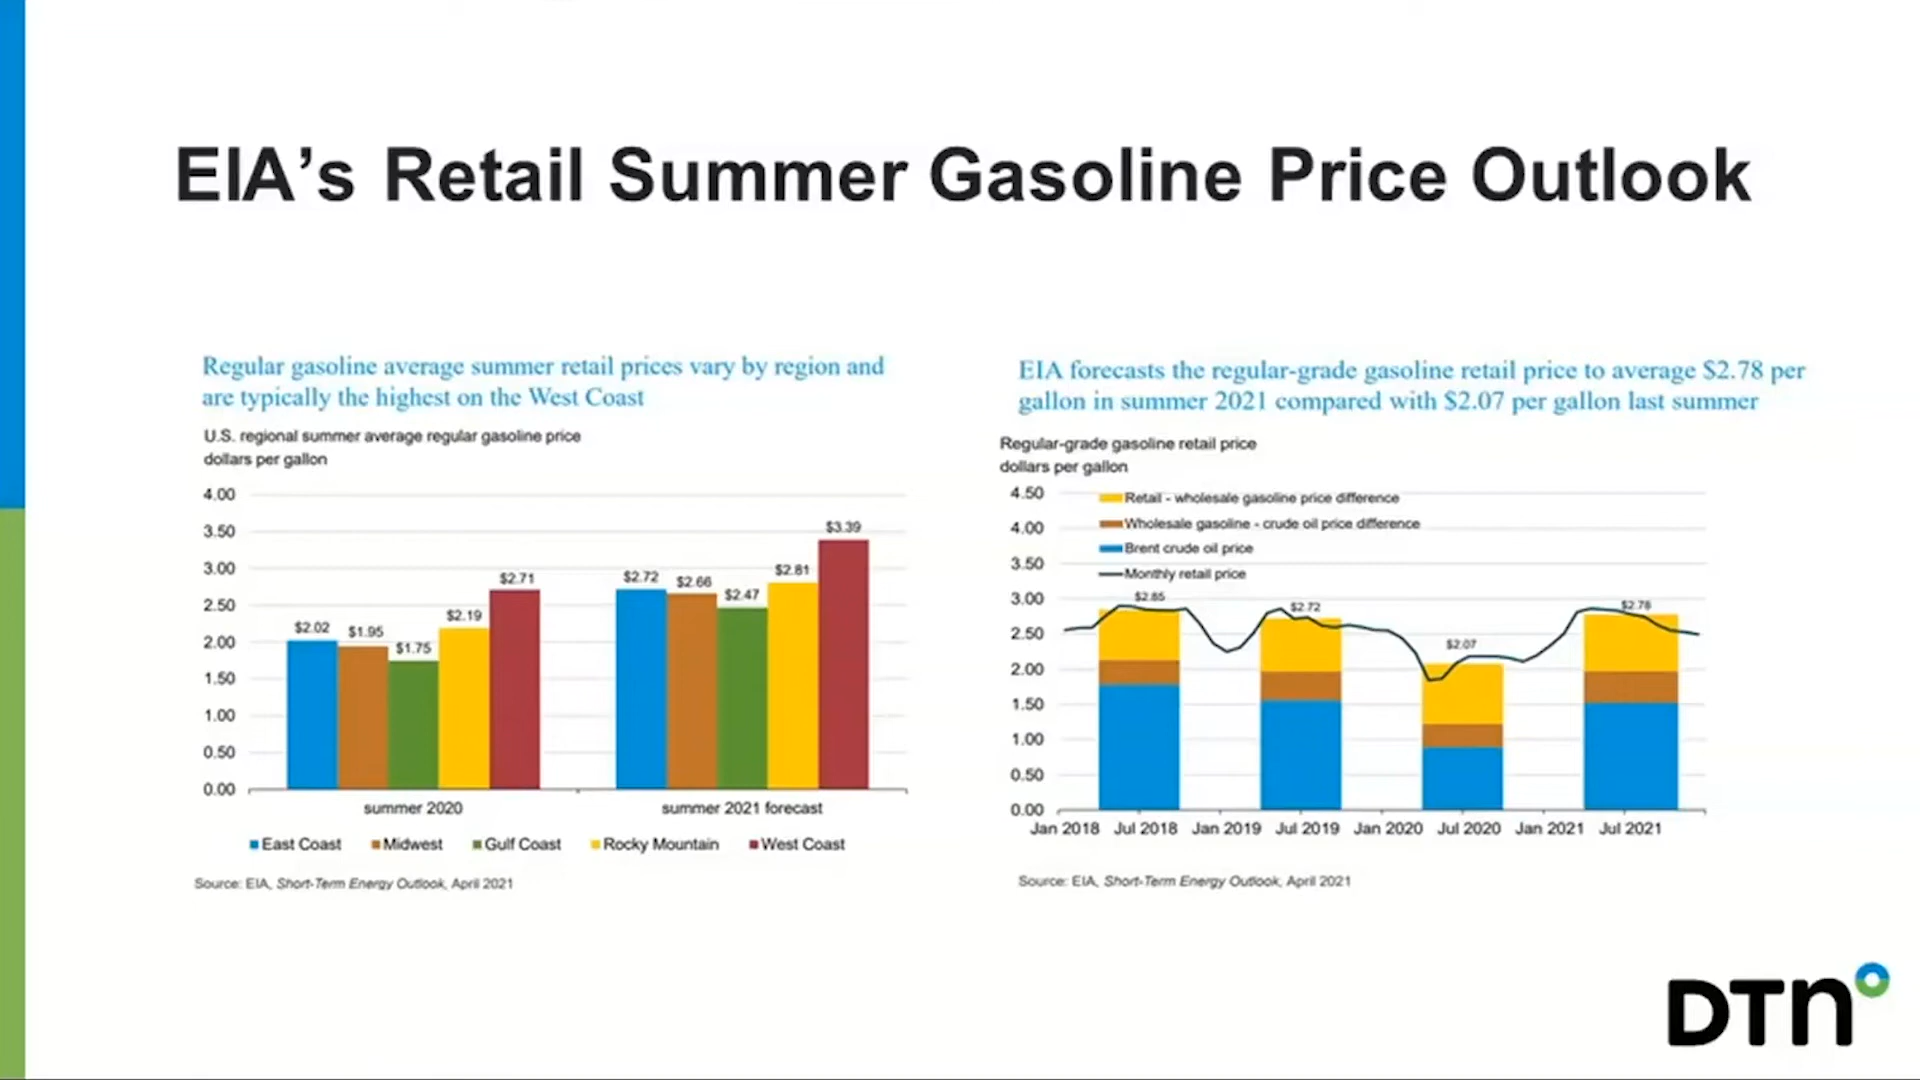 EIA’s Retail Summer Gasoline Price Outlook
Regular gasoline average summer retail prices vary by region and
are typically the highest on the West Coast
U.S. regional summer average regular gasoline price
dollars per gallon
4.00
3.50
3.00
2.50
2.00
1.50
1.00
0.50
0.00
$2.02
$1.95
$1.75
$2.19
$2.71
$2.72
$2.66
$2.47
$2.81
$3.39
summer 2020
summer 2021 forecast
East Coast
Midwest
Gulf Coast
Rocky Mountain
West Coast
Source: EIA, Short-Term Energy Outlook, April 2021
EIA forecasts the regular-grade gasoline retail price to average $2.78 per
gallon in summer 2021 compared with $2.07 per gallon last summer
Regular-grade gasoline retail price
dollars per gallon
4.50
4.00
3.50
3.00
2.50
2.00
1.50
1.00
0.50
0.00
Retail - wholesale gasoline price difference
Wholesale gasoline - crude oil price difference
Brent crude oil price
Monthly retail price
$2.85
$2.72
$2.07
$2.78
Jan 2018
Jul 2018
Jan 2019
Jul 2019
Jan 2020
Jul 2020
Jan 2021
Jul 2021
Source: EIA, Short-Term Energy Outlook, April 2021
DTN